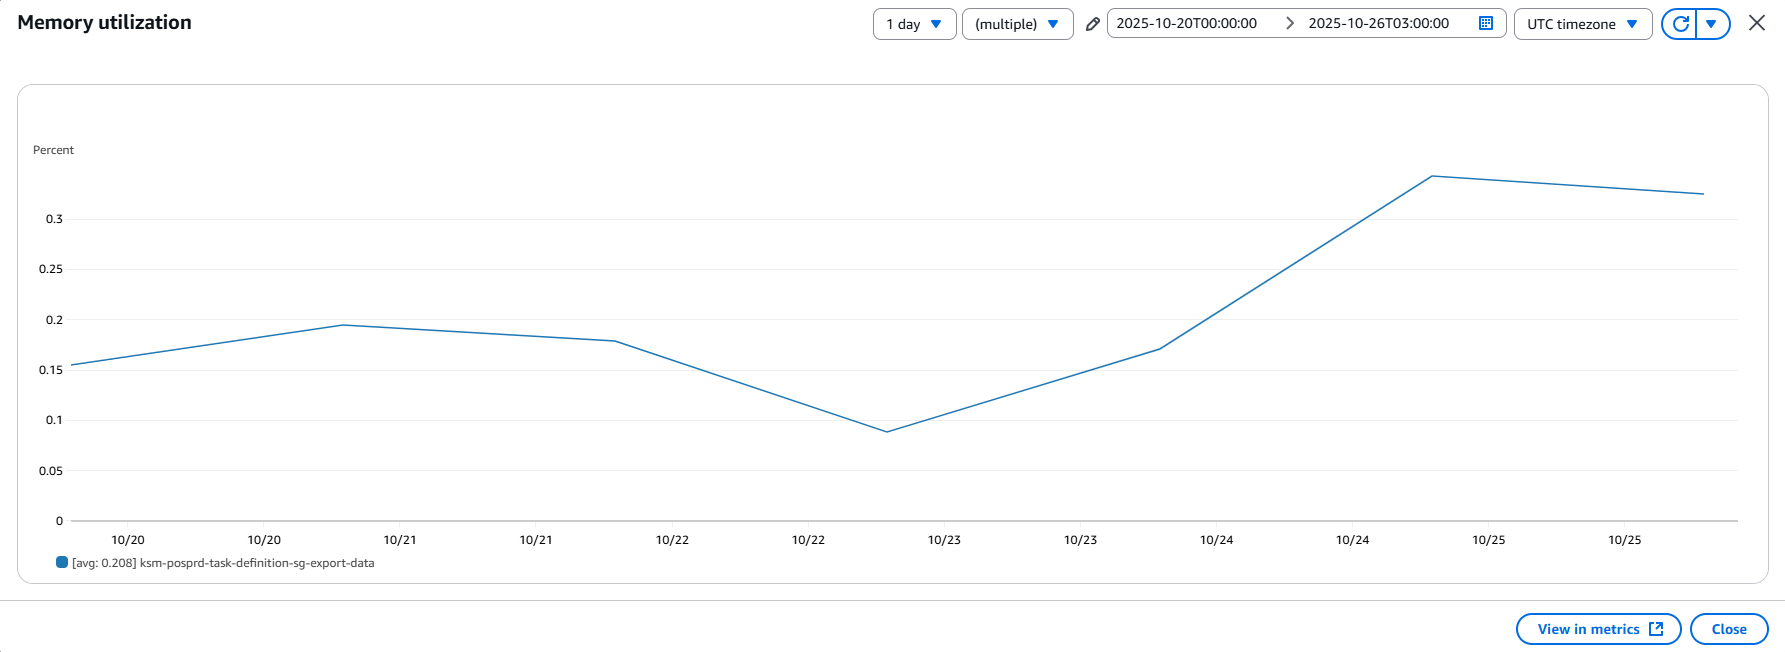 Memory utilization
1 day (multiple) 2025-10-20T00:00:00 2025-10-26T03:00:00 UTC timezone
Percent
0.3
0.25
0.2
0.15
0.1
0.05
0
10/20 10/20 10/21 10/21 10/22 10/22 10/23 10/23 10/24 10/24 10/25 10/25
[avg: 0.208] ksm-posprd-task-definition-sg-export-data
View in metrics Close